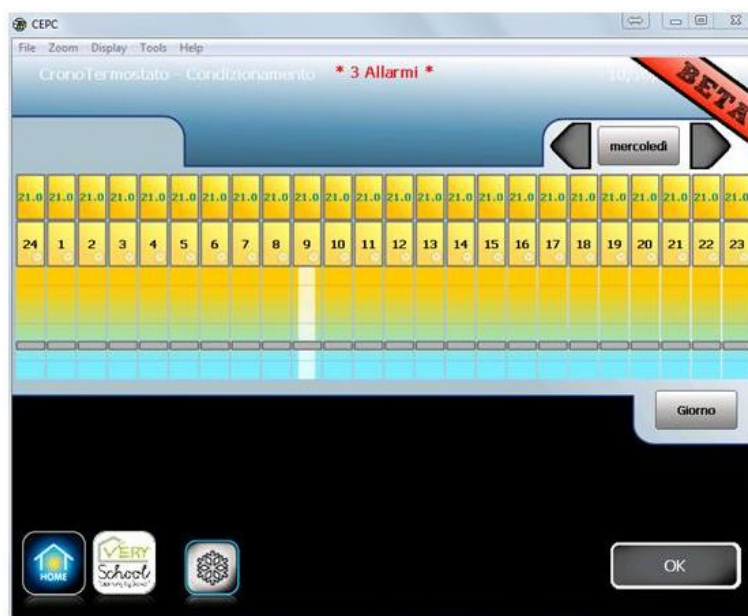 CEPC
File Zoom Display Tools Help
CronoTermostato - Condizionamento * 3 Allarmi *
BETA
mercoledì
21.0 21.0 21.0 21.0 21.0 21.0 21.0 21.0 21.0 21.0 21.0 21.0 21.0 21.0 21.0 21.0 21.0 21.0 21.0 21.0 21.0 21.0 21.0 21.0
24 1 2 3 4 5 6 7 8 9 10 11 12 13 14 15 16 17 18 19 20 21 22 23
Giorno
HOME
VERY
School
OK